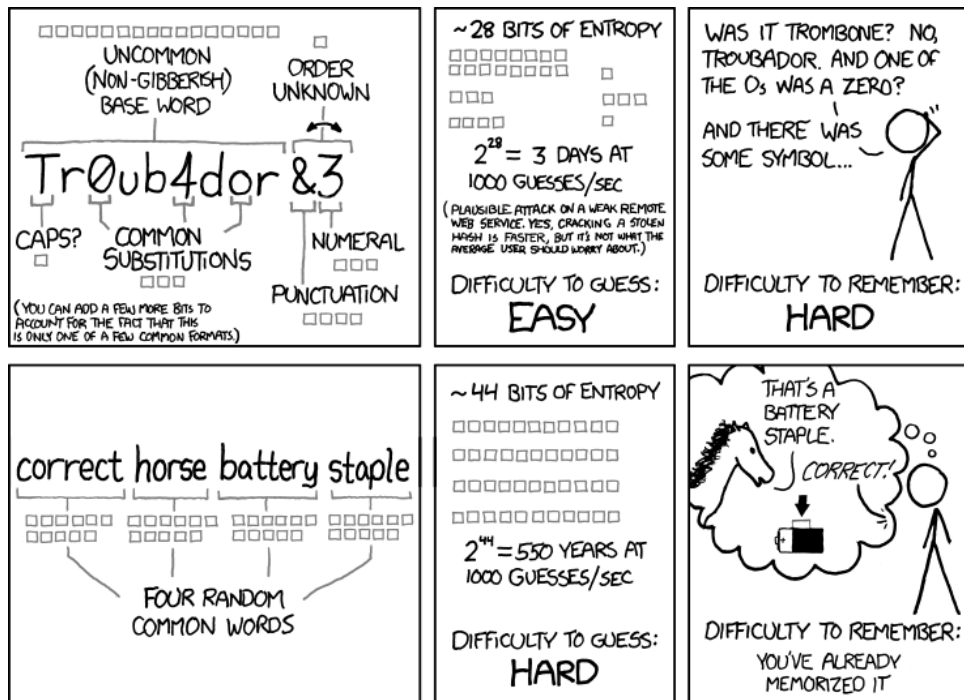 UNCOMMON
(NON-GIBBERISH)
BASE WORD
ORDER
UNKNOWN
Tr0ub4dor &3
CAPS?
COMMON
SUBSTITUTIONS
NUMERAL
PUNCTUATION
(YOU CAN ADD A FEW MORE BITS TO
ACCOUNT FOR THE FACT THAT THIS
IS ONLY ONE OF A FEW COMMON FORMATS.)
~28 BITS OF ENTROPY
2^28 = 3 DAYS AT
1000 GUESSES/SEC
(PLAUSIBLE ATTACK ON A WEAK REMOTE
WEB SERVICE. YES, CRACKING A STOLEN
HASH IS FASTER, BUT IT'S NOT WHAT THE
AVERAGE USER SHOULD WORRY ABOUT.)
DIFFICULTY TO GUESS:
EASY
WAS IT TROMBONE? NO,
TROUBADOR. AND ONE OF
THE Os WAS A ZERO?
AND THERE WAS
SOME SYMBOL...
DIFFICULTY TO REMEMBER:
HARD
correct horse battery staple
FOUR RANDOM
COMMON WORDS
~44 BITS OF ENTROPY
2^44 = 550 YEARS AT
1000 GUESSES/SEC
DIFFICULTY TO GUESS:
HARD
THAT'S A
BATTERY
STAPLE.
CORRECT!
+
DIFFICULTY TO REMEMBER:
YOU'VE ALREADY
MEMORIZED IT